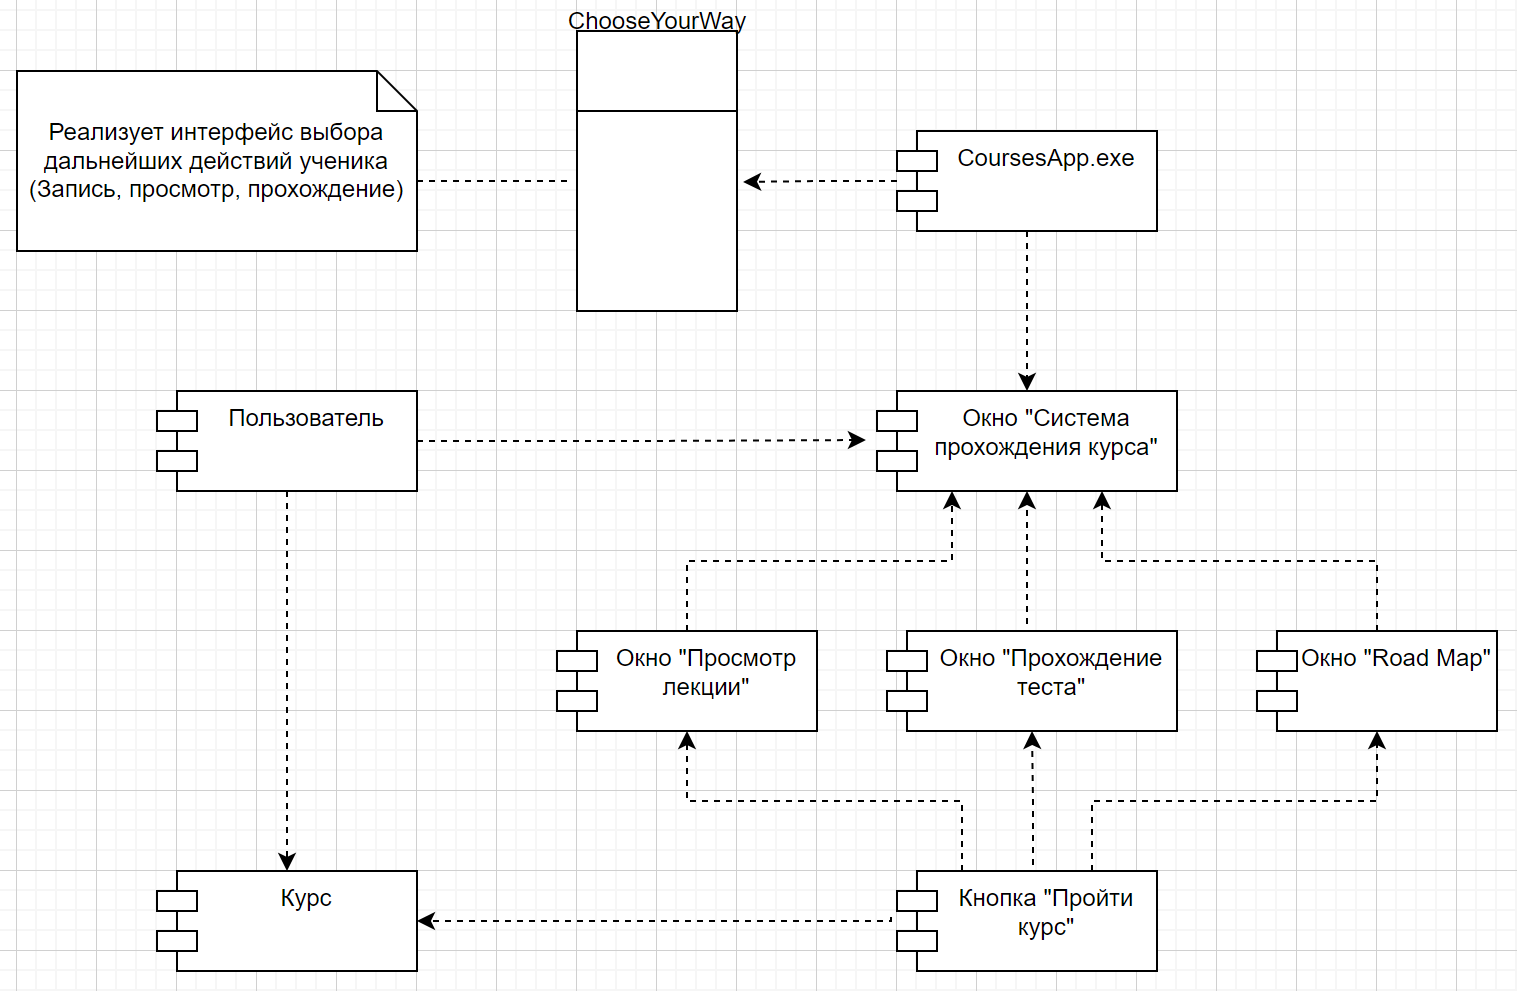 ChooseYourWay
Реализует интерфейс выбора
дальнейших действий ученика
(Запись, просмотр, прохождение)
CoursesApp.exe
Пользователь
Окно "Система
прохождения курса"
Окно "Просмотр
лекции"
Окно "Прохождение
теста"
Окно "Road Map"
Курс
Кнопка "Пройти
курс"